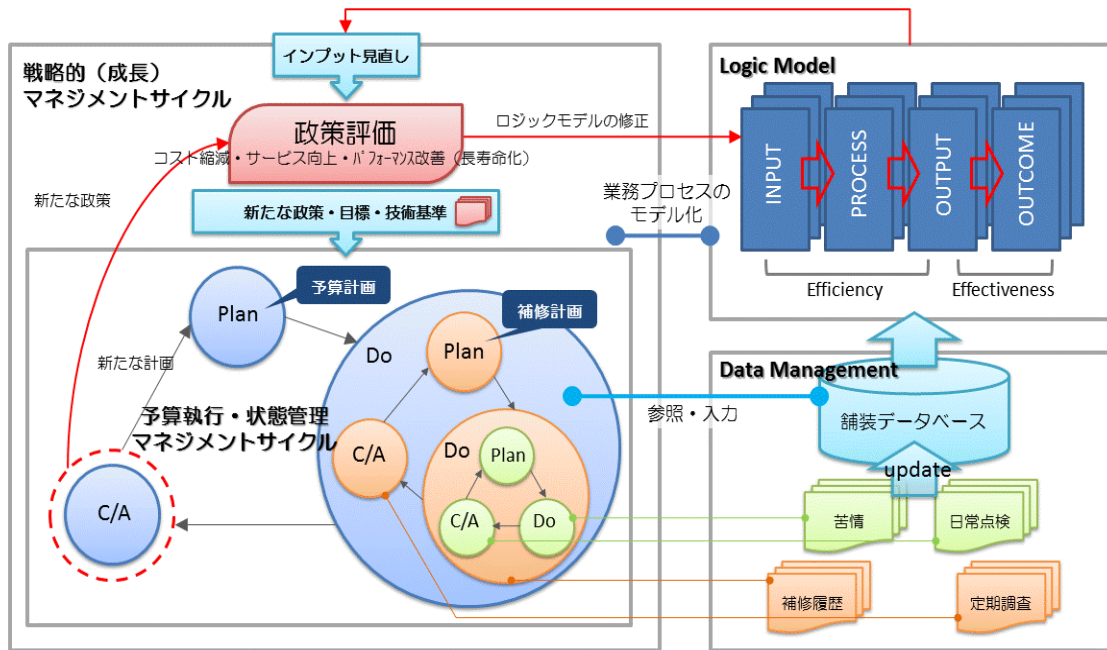 インプット見直し
戦略的（成長）
マネジメントサイクル
政策評価
コスト縮減・サービス向上・ﾊﾟﾌｫｰﾏﾝｽ改善（長寿命化）
ロジックモデルの修正
新たな政策
新たな政策・目標・技術基準
業務プロセスの
モデル化
Logic Model
INPUT
PROCESS
OUTPUT
OUTCOME
Efficiency
Effectiveness
予算計画
Plan
補修計画
Do
Plan
新たな計画
予算執行・状態管理
マネジメントサイクル
C/A
Do
Plan
C/A
Do
C/A
参照・入力
Data Management
舗装データベース
update
苦情
日常点検
補修履歴
定期調査